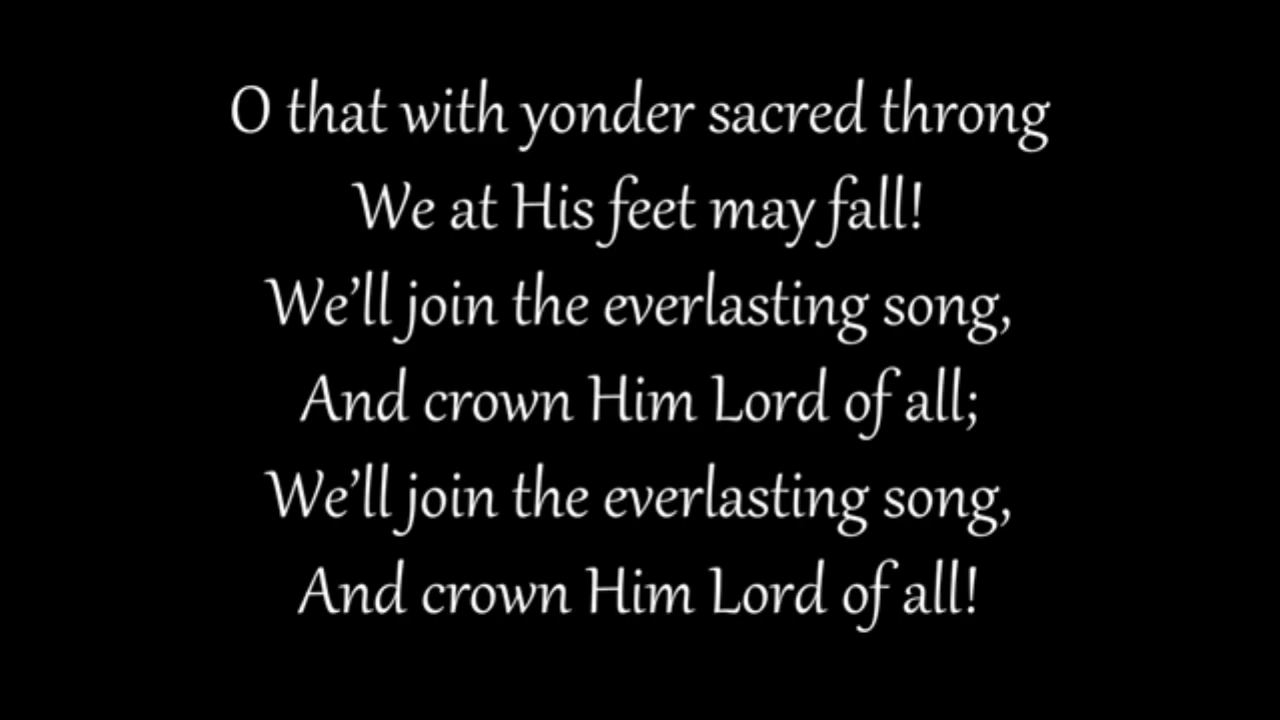 O that with yonder sacred throng
We at His feet may fall!
We’ll join the everlasting song,
And crown Him Lord of all;
We’ll join the everlasting song,
And crown Him Lord of all!